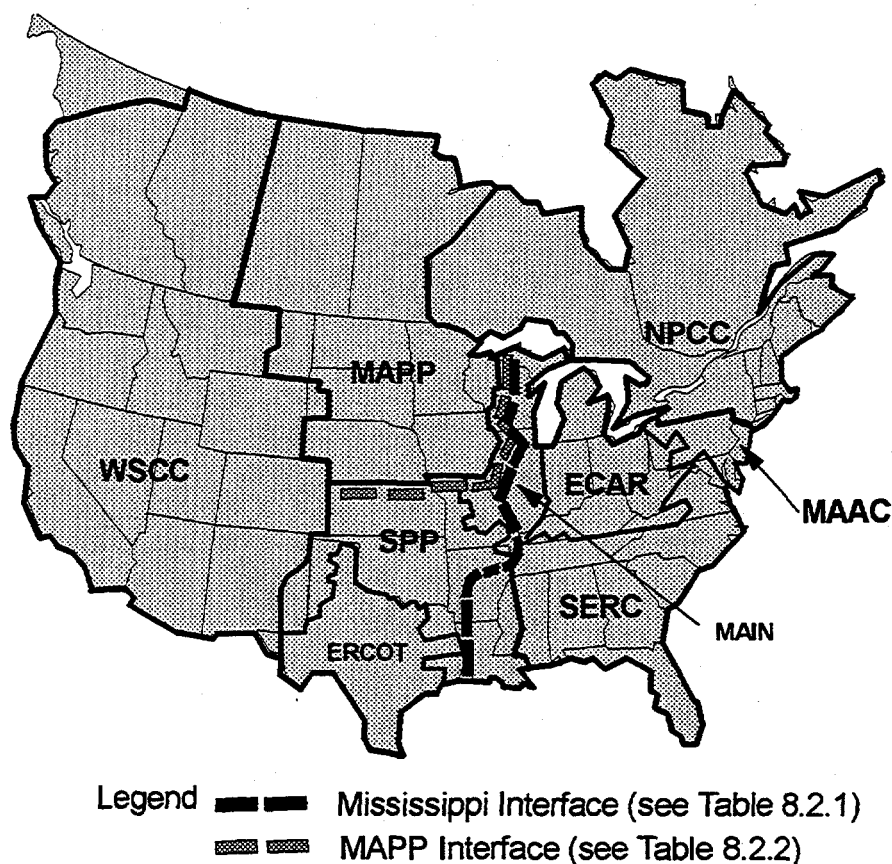 NPCC
MAPP
WSCC
ECAR
MAAC
SPP
SERC
MAIN
ERCOT
Legend
Mississippi Interface (see Table 8.2.1)
MAPP Interface (see Table 8.2.2)